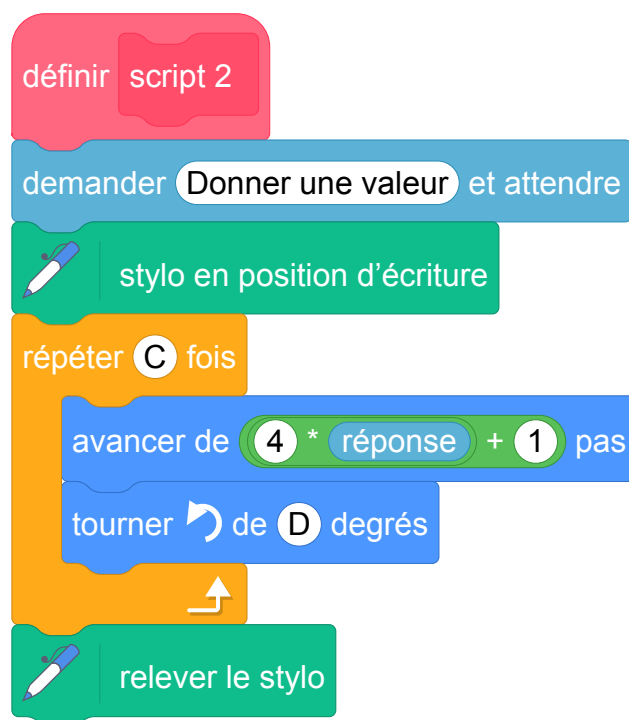 définir script 2
demander Donner une valeur et attendre
stylo en position d’écriture
répéter C fois
avancer de 4 * réponse + 1 pas
tourner de D degrés
relever le stylo